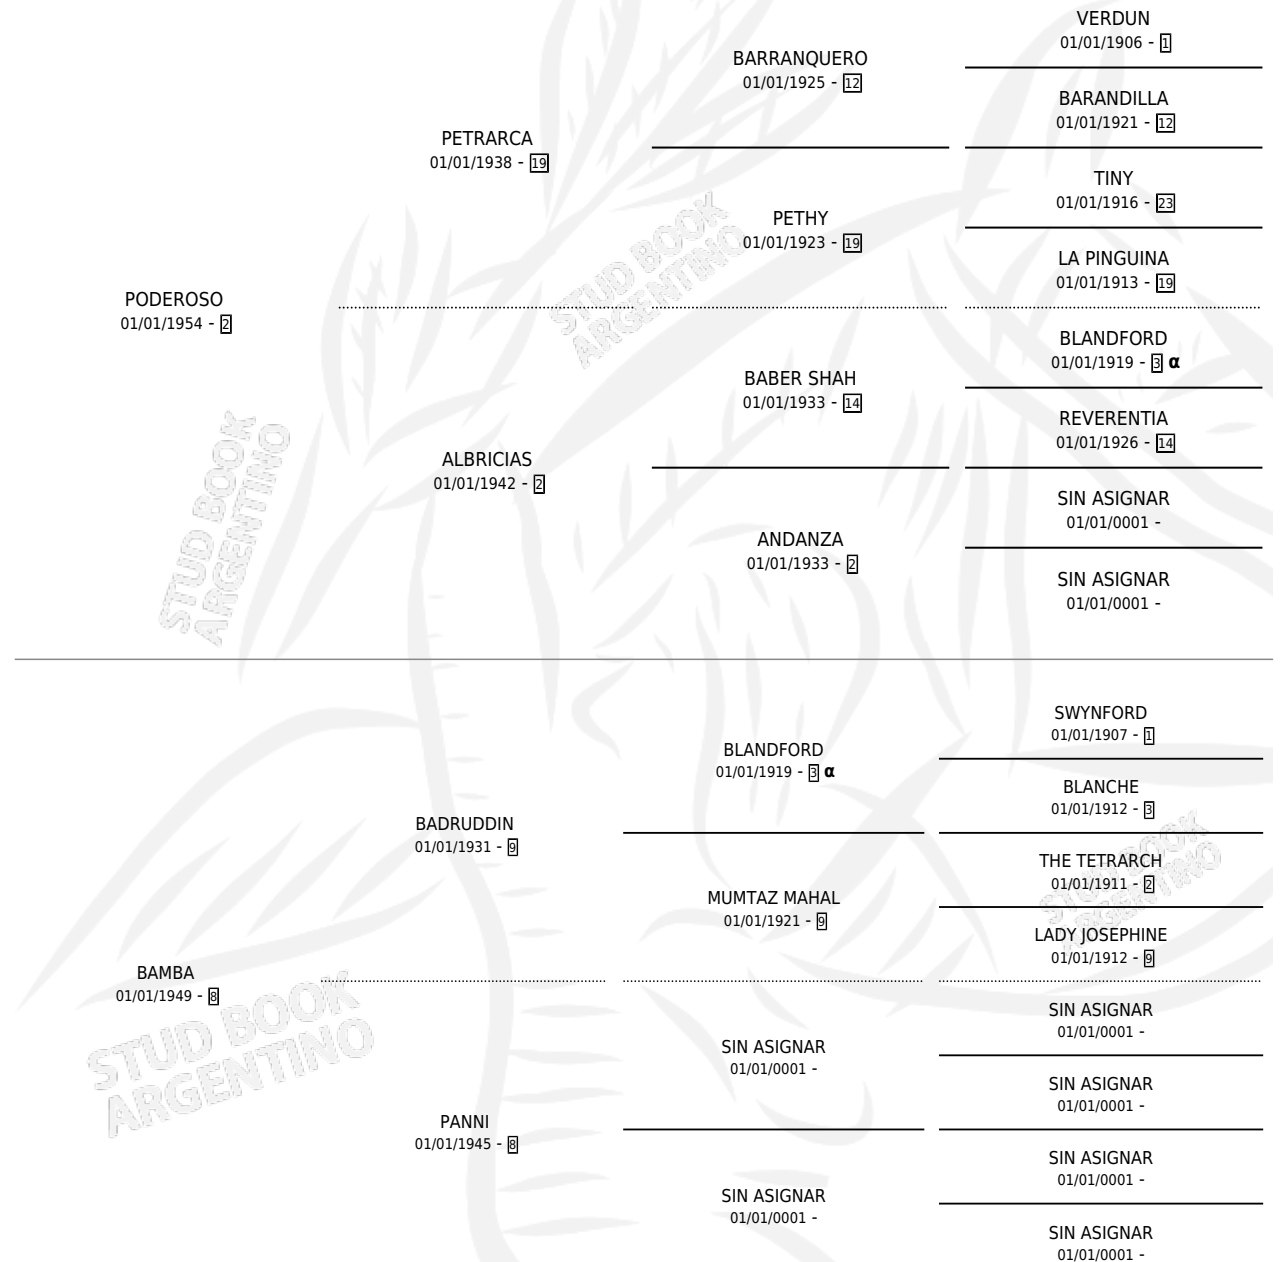 VERDUN
01/01/1906 - 1
BARRANQUERO
01/01/1925 - 12
BARANDILLA
01/01/1921 - 12
PETRARCA
01/01/1938 - 19
TINY
01/01/1916 - 23
PETHY
01/01/1923 - 19
LA PINGUINA
01/01/1913 - 19
PODEROSO
01/01/1954 - 2
BLANDFORD
01/01/1919 - 3 α
BABER SHAH
01/01/1933 - 14
REVERENTIA
01/01/1926 - 14
ALBRICIAS
01/01/1942 - 2
SIN ASIGNAR
01/01/0001 -
ANDANZA
01/01/1933 - 2
SIN ASIGNAR
01/01/0001 -
STUD BOOK
ARGENTINO
STUD BOOK
ARGENTINO
SWYNFORD
01/01/1907 - 1
BLANDFORD
01/01/1919 - 3 α
BLANCHE
01/01/1912 - 3
BADRUDDIN
01/01/1931 - 9
THE TETRARCH
01/01/1911 - 2
MUMTAZ MAHAL
01/01/1921 - 9
LADY JOSEPHINE
01/01/1912 - 9
BAMBA
01/01/1949 - 8
SIN ASIGNAR
01/01/0001 -
SIN ASIGNAR
01/01/0001 -
SIN ASIGNAR
01/01/0001 -
PANNI
01/01/1945 - 8
SIN ASIGNAR
01/01/0001 -
SIN ASIGNAR
01/01/0001 -
SIN ASIGNAR
01/01/0001 -
STUD BOOK
ARGENTINO
STUD BOOK
ARGENTINO